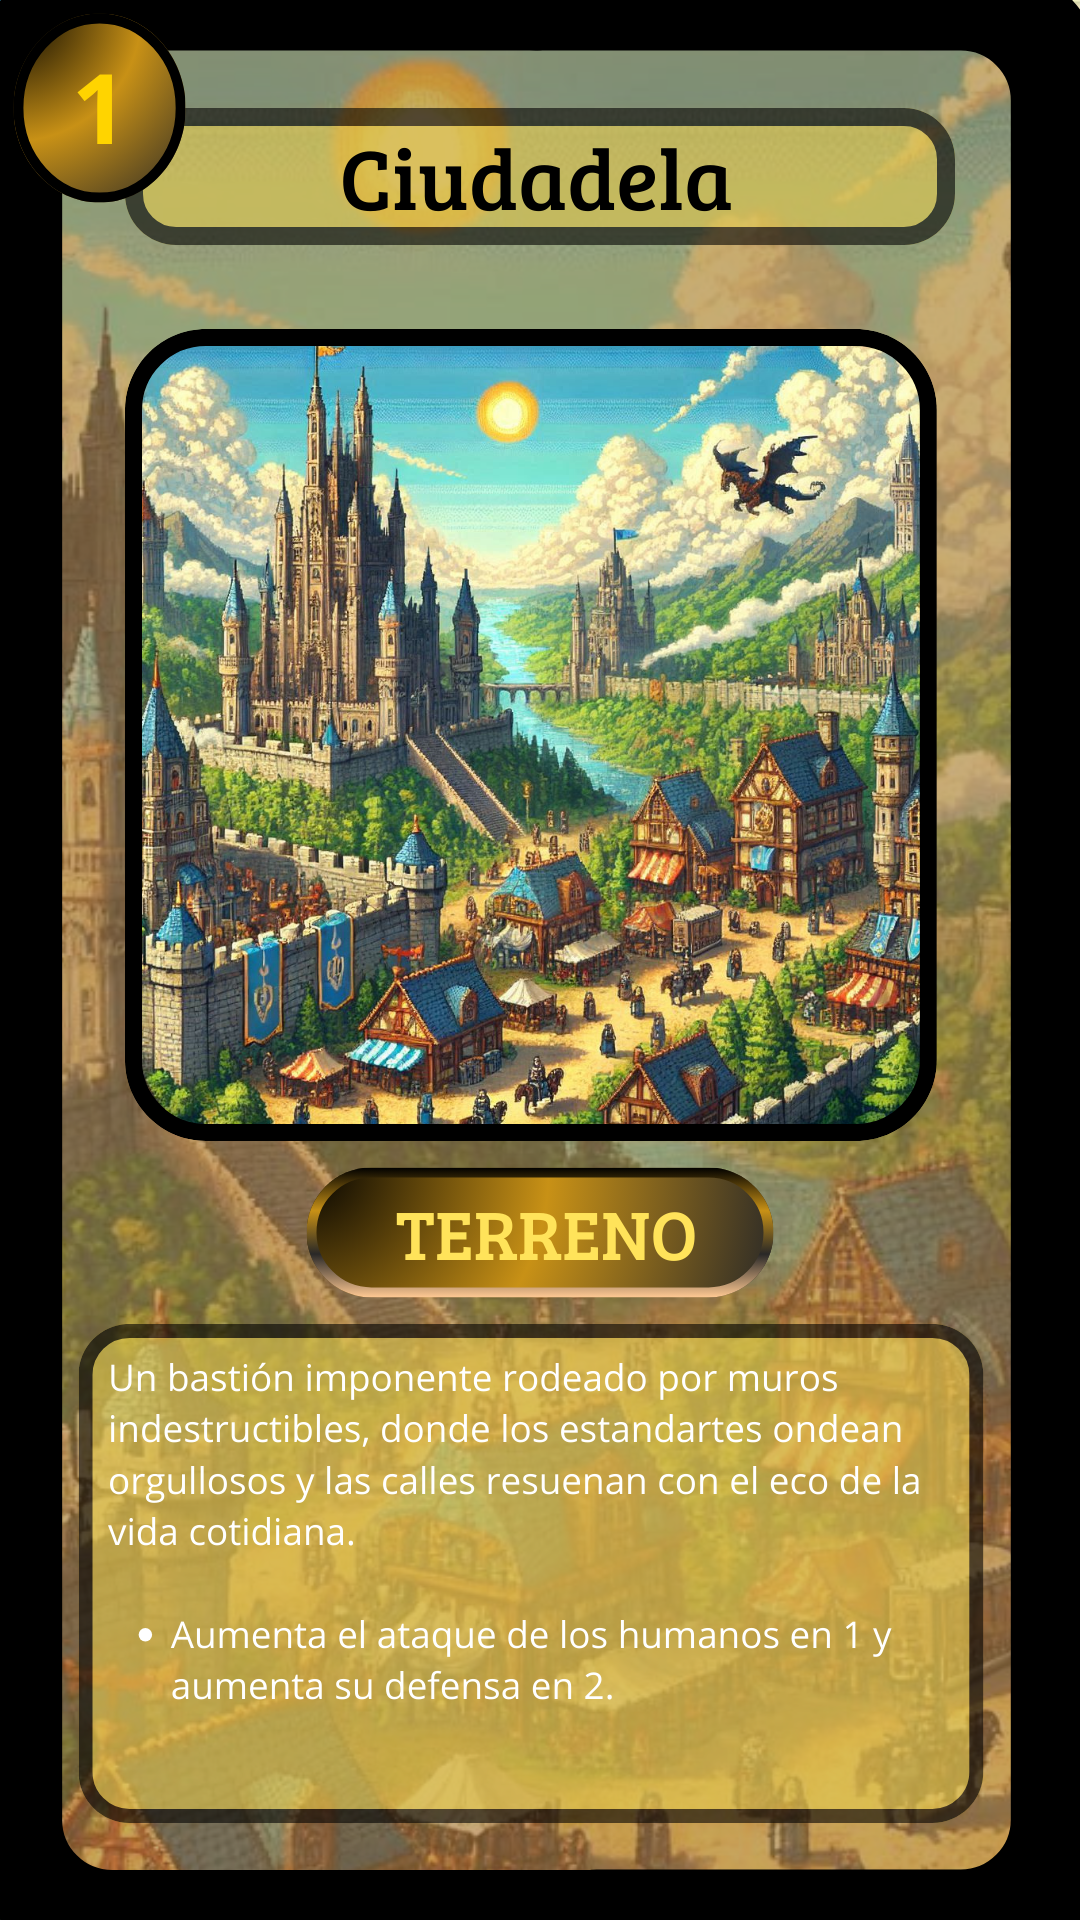 1
Ciudadela
TERRENO
Un bastión imponente rodeado por muros
indestructibles, donde los estandartes ondean
orgullosos y las calles resuenan con el eco de la
vida cotidiana.
• Aumenta el ataque de los humanos en 1 y
aumenta su defensa en 2.